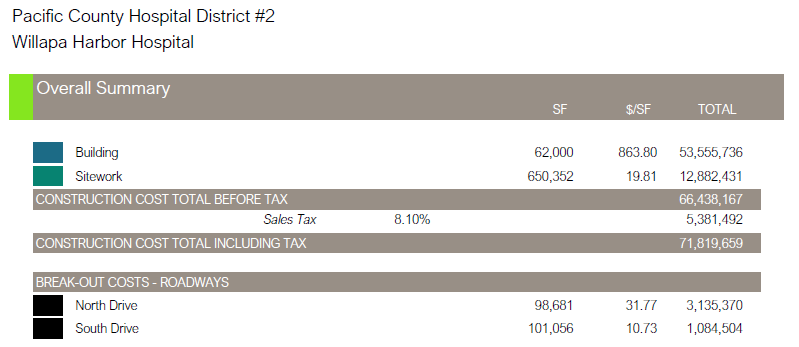 Pacific County Hospital District #2
Willapa Harbor Hospital
Overall Summary
SF $/SF TOTAL
Building 62,000 863.80 53,555,736
Sitework 650,352 19.81 12,882,431
CONSTRUCTION COST TOTAL BEFORE TAX 66,438,167
Sales Tax 8.10% 5,381,492
CONSTRUCTION COST TOTAL INCLUDING TAX 71,819,659
BREAK-OUT COSTS - ROADWAYS
North Drive 98,681 31.77 3,135,370
South Drive 101,056 10.73 1,084,504